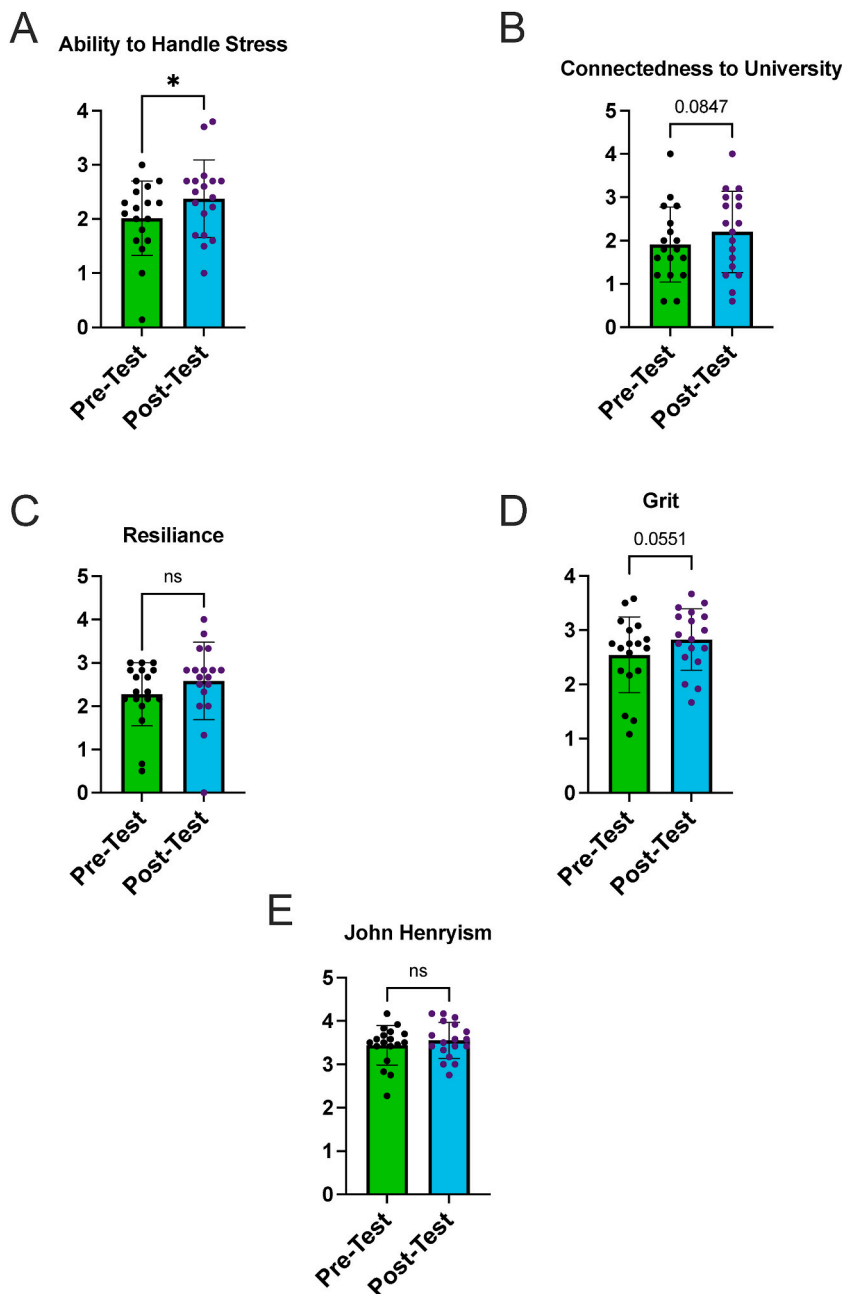 A
Ability to Handle Stress
*
4
3
2
1
0
Pre-Test
Post-Test
B
Connectedness to University
0.0847
5
4
3
2
1
0
Pre-Test
Post-Test
C
Resiliance
ns
5
4
3
2
1
0
Pre-Test
Post-Test
D
Grit
0.0551
4
3
2
1
0
Pre-Test
Post-Test
E
John Henryism
ns
5
4
3
2
1
0
Pre-Test
Post-Test